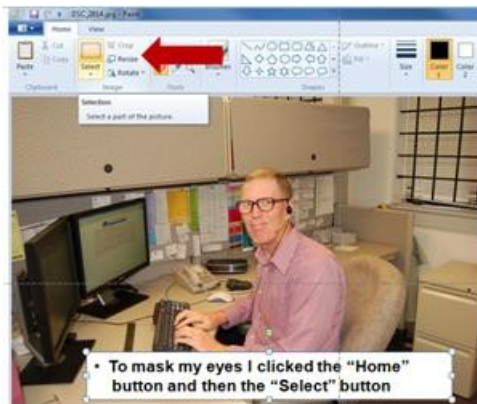 DSC_2814.jpg - Paint
Home View
Paste
Cut
Copy
Clipboard
Select
Crop
Resize
Rotate
Image
Tools
Brushes
Shapes
Outline
Fill
Size
Color
1
Color
2
Selection
Select a part of the picture.
• To mask my eyes I clicked the “Home”
button and then the “Select” button